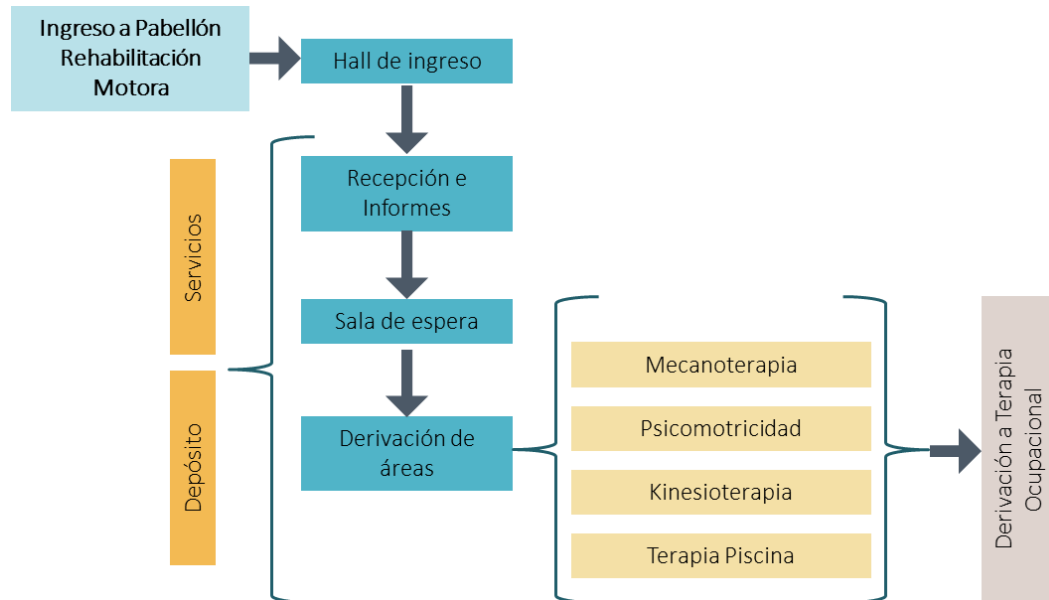 Ingreso a Pabellón
Rehabilitación
Motora
Hall de ingreso
Recepción e
Informes
Servicios
Sala de espera
Depósito
Derivación de
áreas
Mecanoterapia
Psicomotricidad
Kinesioterapia
Terapia Piscina
Derivación a Terapia
Ocupacional